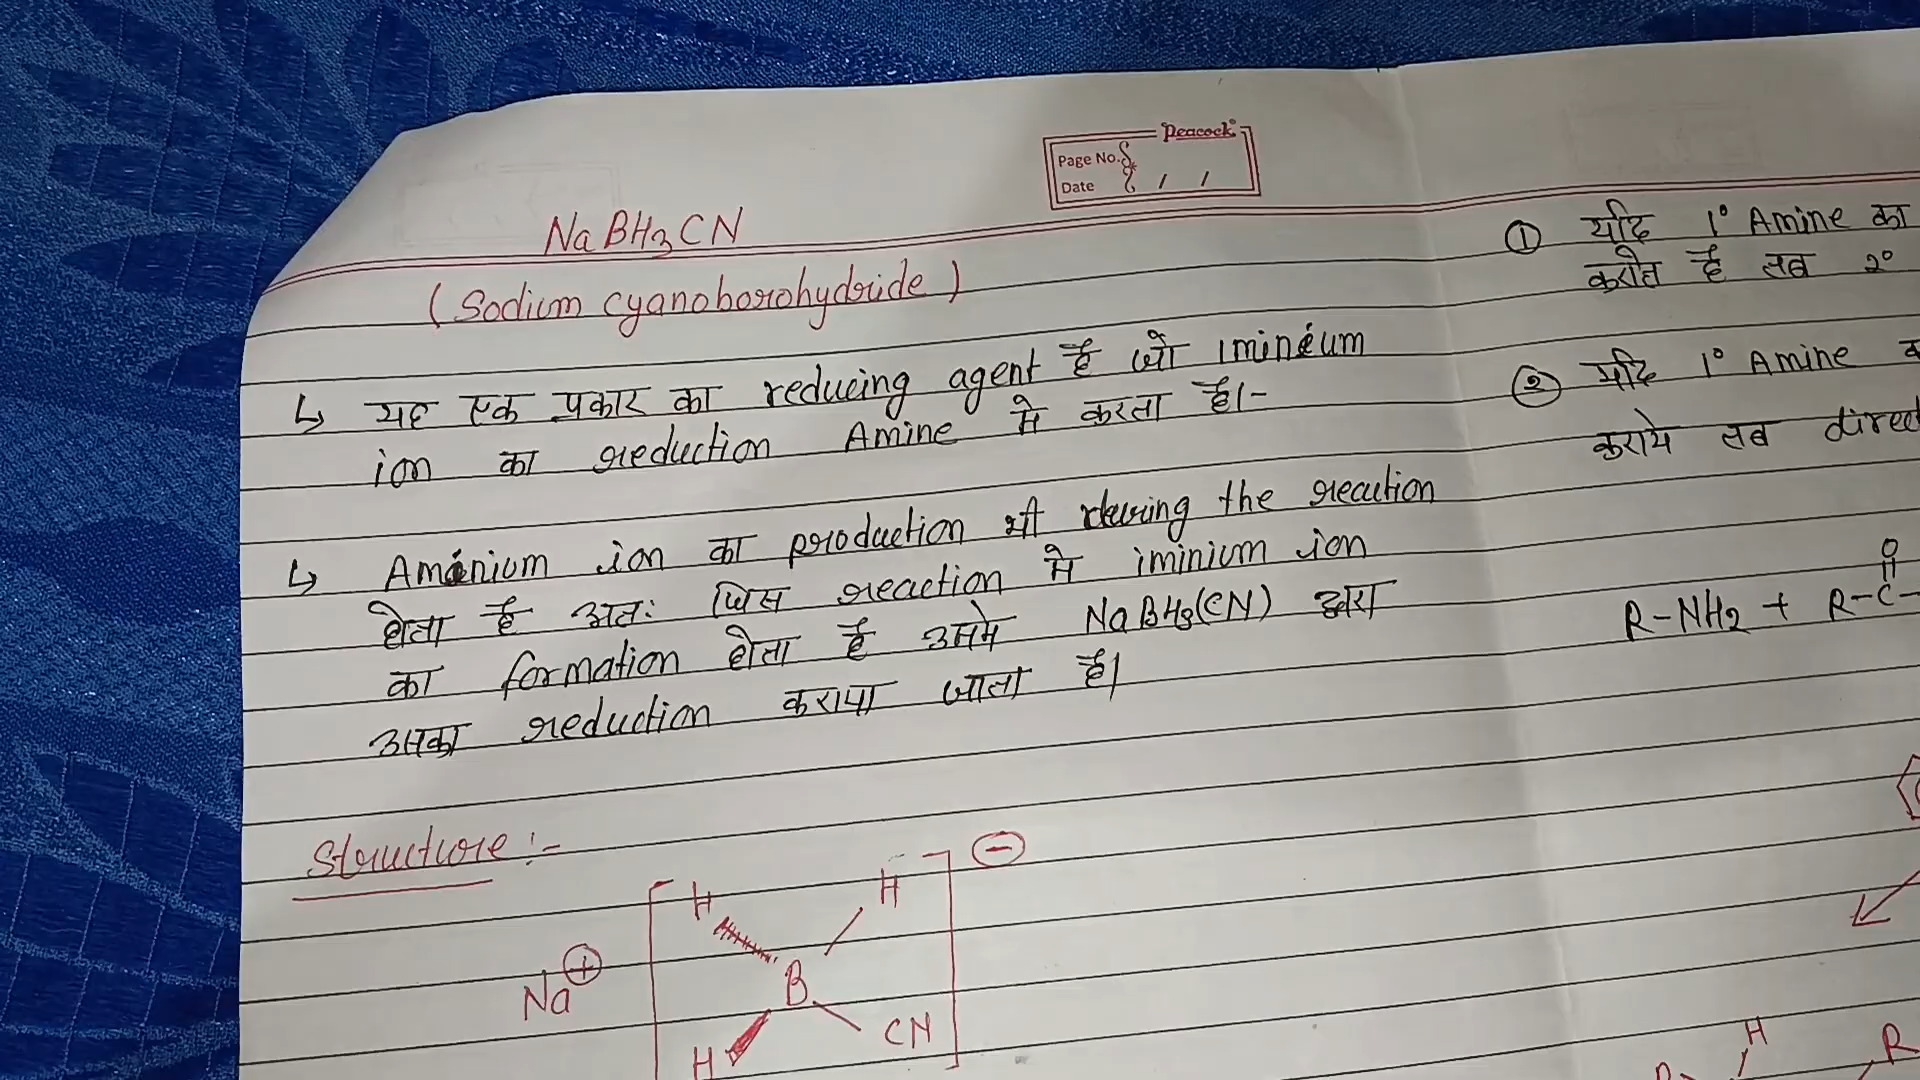 Peacock
Page No.
Date / /
NaBH3CN
(Sodium cyanoborohydride)
↳ यह एक प्रकार का reducing agent है जो iminium
ion का reduction Amine मे करता है।-
↳ Aminium ion का production भी during the reaction
होता है अतः जिस reaction मे iminium ion
का formation होता है उसमे NaBH3(CN) द्वारा
उसका reduction कराया जाता है।
Structure :-
Na⊕ [ H H B H CN ] ⊖
① यदि 1° Amine का
करते है तब 2°
② यदि 1° Amine
कराये तब direct
R-NH2 + R-C-
O
H
R